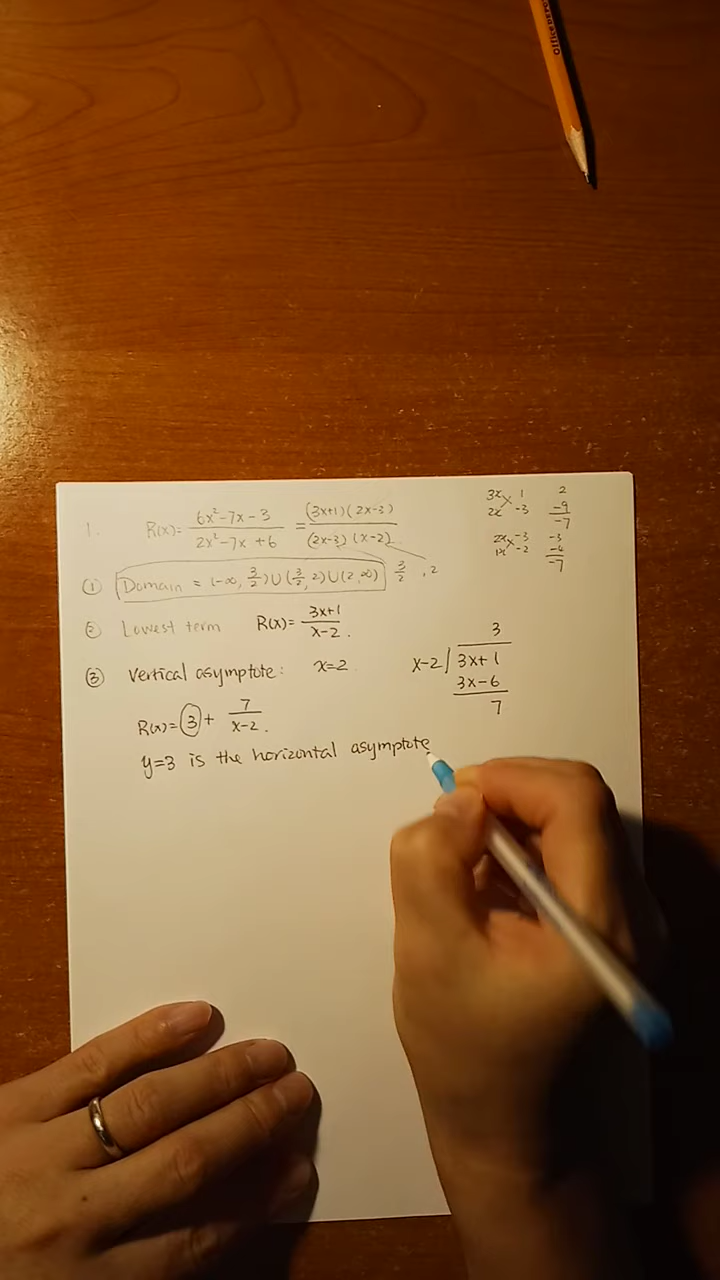 OfficeDepot
1. R(x)= 6x²-7x-3 / 2x²-7x+6 = (3x+1)(2x-3) / (2x-3)(x-2)
3x 1 2
2x -3 -9
-7
2x -3 -3
1x -2 -4
-7
① Domain = (-∞, 3/2)∪(3/2, 2)∪(2, ∞) 3/2, 2
② Lowest term R(x)= 3x+1 / x-2.
③ Vertical asymptote: x=2
3
x-2 / 3x+1
3x-6
7
R(x)= 3 + 7 / x-2.
y=3 is the horizontal asymptote